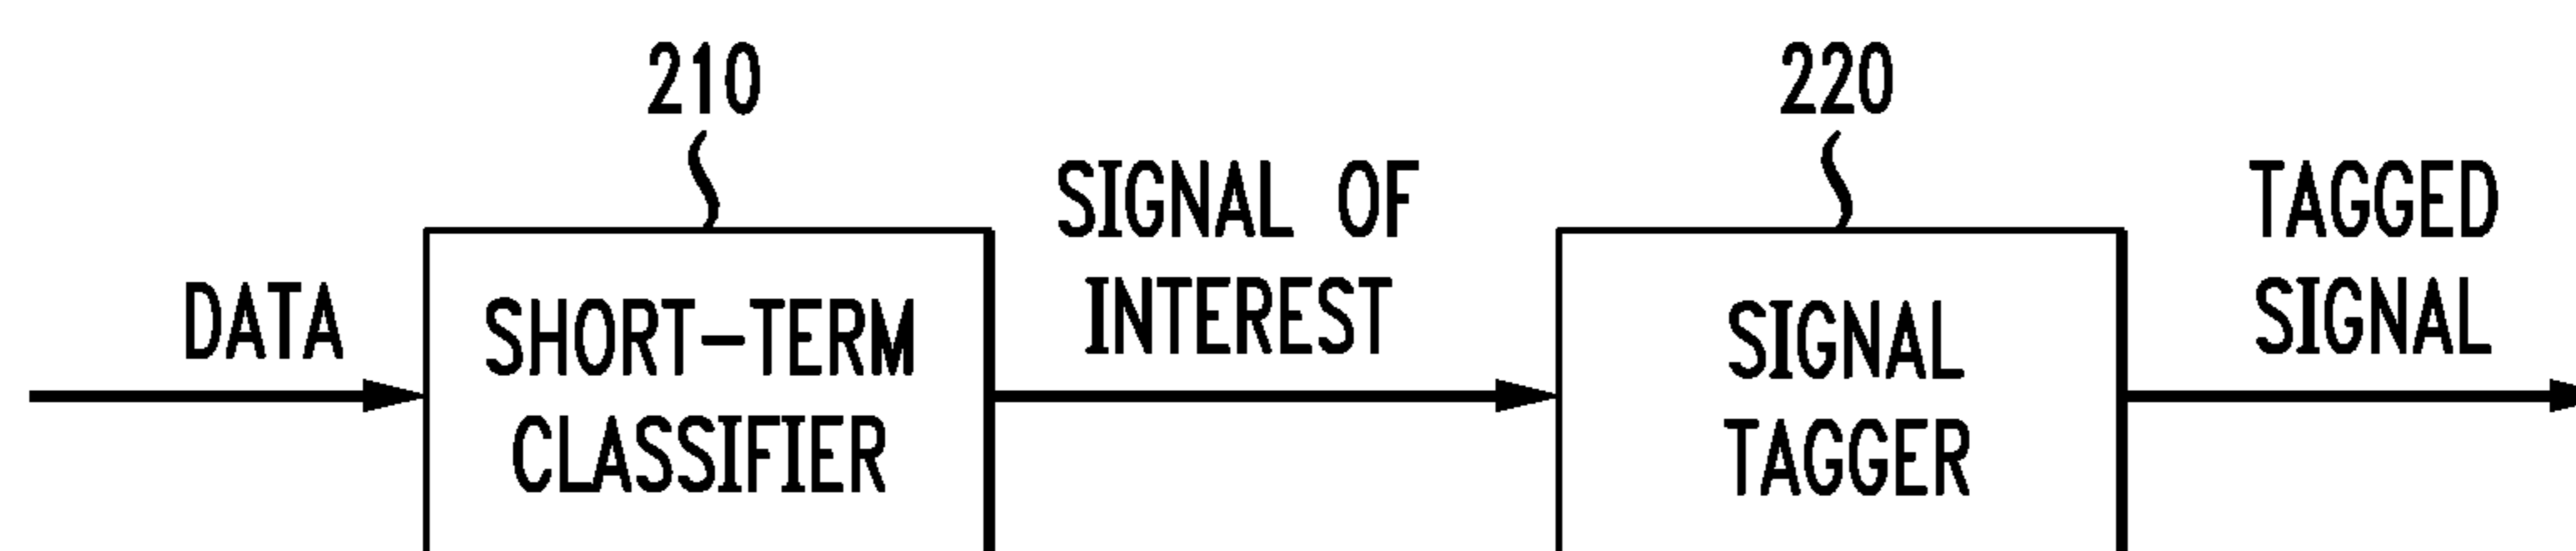 210
220
DATA
SHORT-TERM
CLASSIFIER
SIGNAL OF
INTEREST
SIGNAL
TAGGER
TAGGED
SIGNAL